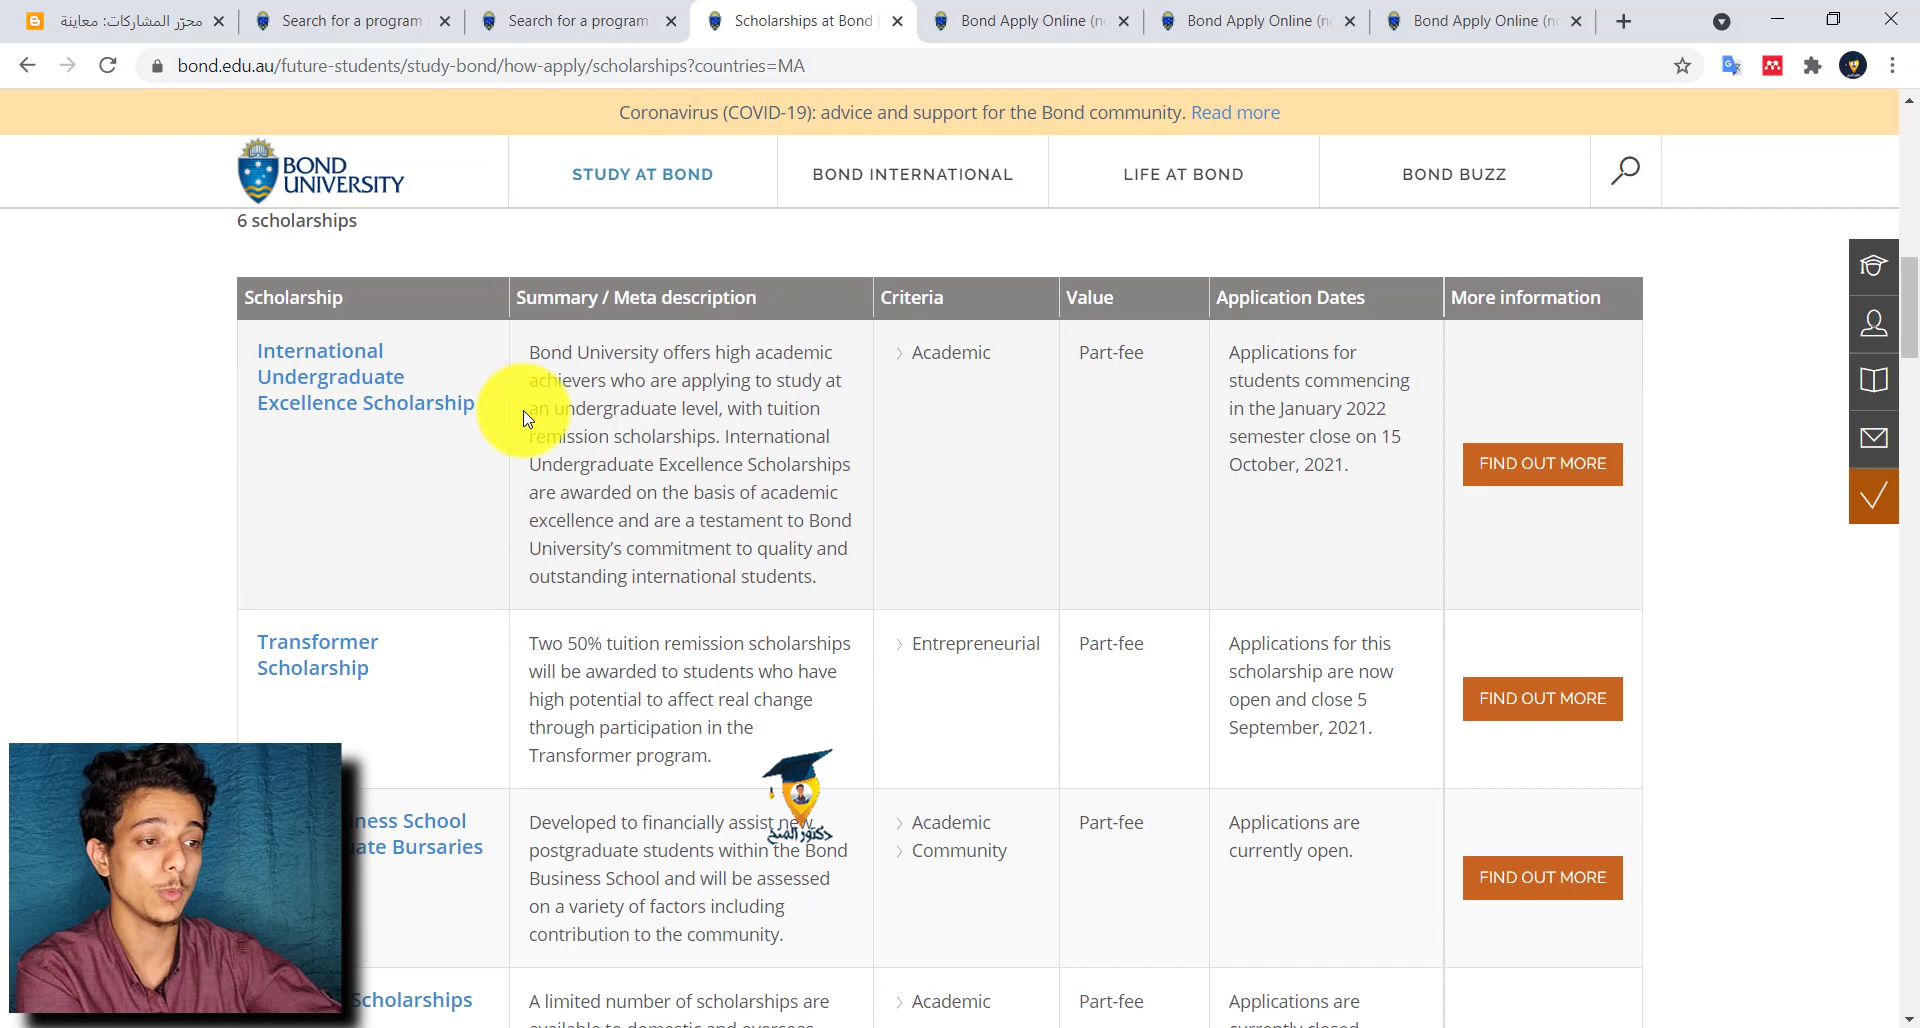 محرّر المشاركات: معاينة
Search for a program
Search for a program
Scholarships at Bond
Bond Apply Online (n
Bond Apply Online (n
Bond Apply Online (n
bond.edu.au/future-students/study-bond/how-apply/scholarships?countries=MA
Coronavirus (COVID-19): advice and support for the Bond community. Read more
BOND
UNIVERSITY
STUDY AT BOND
BOND INTERNATIONAL
LIFE AT BOND
BOND BUZZ
6 scholarships
Scholarship
Summary / Meta description
Criteria
Value
Application Dates
More information
International
Undergraduate
Excellence Scholarship
Bond University offers high academic
achievers who are applying to study at
an undergraduate level, with tuition
remission scholarships. International
Undergraduate Excellence Scholarships
are awarded on the basis of academic
excellence and are a testament to Bond
University’s commitment to quality and
outstanding international students.
Academic
Part-fee
Applications for
students commencing
in the January 2022
semester close on 15
October, 2021.
FIND OUT MORE
Transformer
Scholarship
Two 50% tuition remission scholarships
will be awarded to students who have
high potential to affect real change
through participation in the
Transformer program.
Entrepreneurial
Part-fee
Applications for this
scholarship are now
open and close 5
September, 2021.
FIND OUT MORE
ness School
ate Bursaries
Developed to financially assist new
postgraduate students within the Bond
Business School and will be assessed
on a variety of factors including
contribution to the community.
Academic
Community
Part-fee
Applications are
currently open.
FIND OUT MORE
دكتور المنح
Scholarships
A limited number of scholarships are
available to domestic and overseas
Academic
Part-fee
Applications are
currently closed